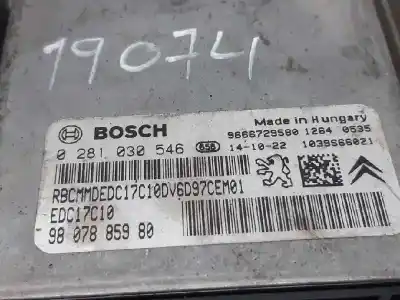 19074
BOSCH
Made in Hungary
9666729580 1264 0535
0 281 030 546 14-10-22 1039S66021
RBCMMDEDC17C10DV6D97CEM01
EDC17C10
98 078 859 80